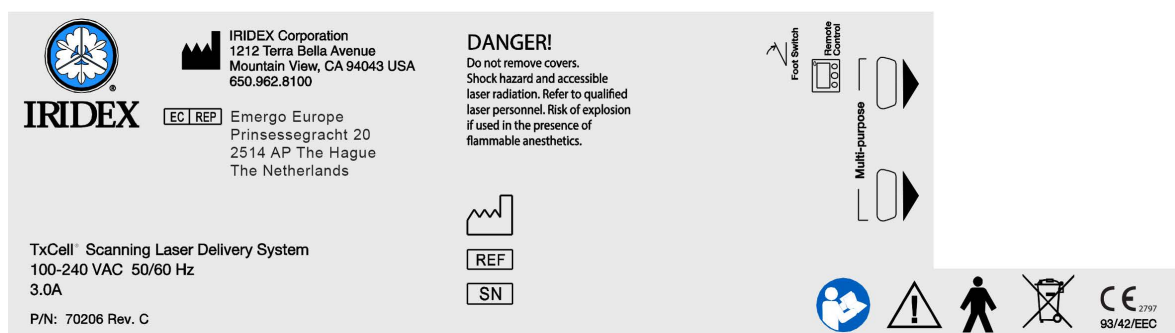 IRIDEX
®
IRIDEX Corporation
1212 Terra Bella Avenue
Mountain View, CA 94043 USA
650.962.8100
EC REP
Emergo Europe
Prinsessegracht 20
2514 AP The Hague
The Netherlands
DANGER!
Do not remove covers.
Shock hazard and accessible
laser radiation. Refer to qualified
laser personnel. Risk of explosion
if used in the presence of
flammable anesthetics.
Foot Switch
Remote
Control
Multi-purpose
TxCell® Scanning Laser Delivery System
100-240 VAC 50/60 Hz
3.0A
P/N: 70206 Rev. C
REF
SN
CE 2797
93/42/EEC